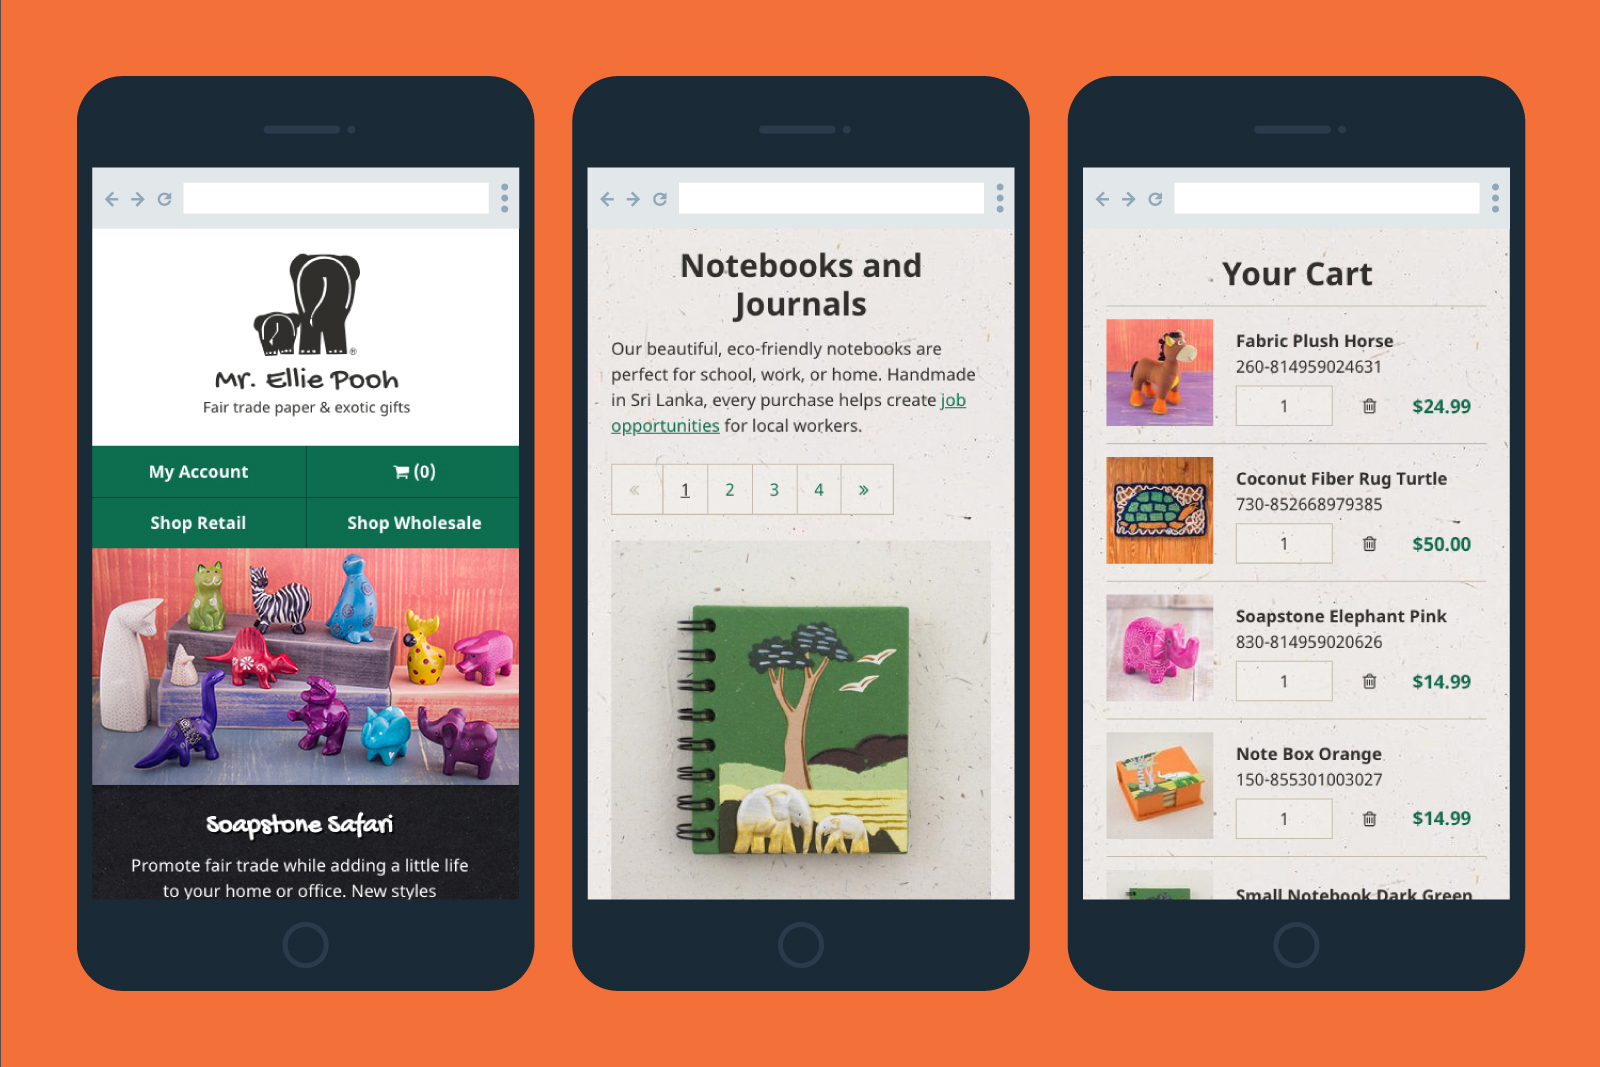 ®
Mr. Ellie Pooh
Fair trade paper & exotic gifts
My Account
(0)
Shop Retail
Shop Wholesale
Soapstone Safari
Promote fair trade while adding a little life
to your home or office. New styles
Notebooks and
Journals
Our beautiful, eco-friendly notebooks are
perfect for school, work, or home. Handmade
in Sri Lanka, every purchase helps create job
opportunities for local workers.
« 1 2 3 4 »
Your Cart
Fabric Plush Horse
260-814959024631
1 $24.99
Coconut Fiber Rug Turtle
730-852668979385
1 $50.00
Soapstone Elephant Pink
830-814959020626
1 $14.99
Note Box Orange
150-855301003027
1 $14.99
Small Notebook Dark Green